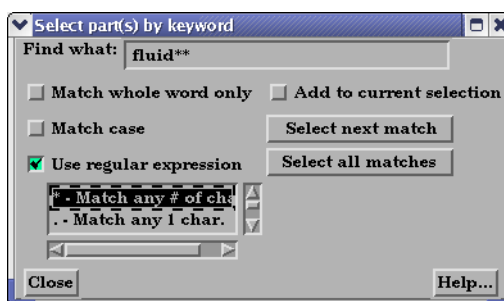 Select part(s) by keyword
Find what: fluid**
Match whole word only Add to current selection
Match case Select next match
Use regular expression Select all matches
* - Match any # of cha
. - Match any 1 char.
Close Help...